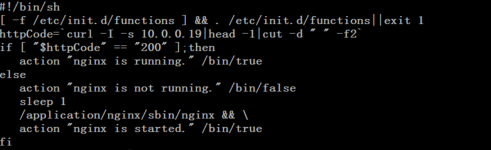 #!/bin/sh
[ -f /etc/init.d/functions ] && . /etc/init.d/functions||exit 1
httpCode=`curl -I -s 10.0.0.19|head -1|cut -d " " -f2`
if [ "$httpCode" == "200" ];then
action "nginx is running." /bin/true
else
action "nginx is not running." /bin/false
sleep 1
/application/nginx/sbin/nginx && \
action "nginx is started." /bin/true
fi